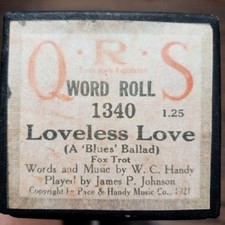 Q·R·S
WORD ROLL
1340 1.25
Loveless Love
(A 'Blues' Ballad)
Fox Trot
Words and Music by W. C. Handy
Played by James P. Johnson
Copyright by Pace & Handy Music Co., 1921